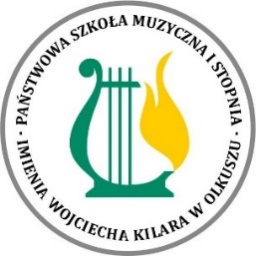 PAŃSTWOWA SZKOŁA MUZYCZNA I STOPNIA
IMIENIA WOJCIECHA KILARA W OLKUSZU